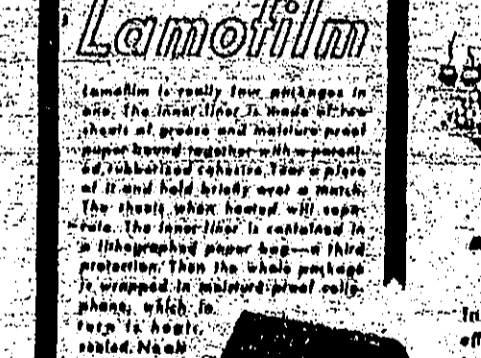 Lamofilm
Lamofilm is really four packages in
one. The inner liner is made of two
sheets of grease and moisture proof
paper bound together with a patent-
ed, rubberized cohesive. Tear a piece
of it and hold briefly over a match.
The sheets when heated will sepa-
rate. The inner liner is contained in
a lithographed paper bag—a third
protection. Then the whole package
is wrapped in moisture-proof cello-
phane, which in
turn is heat
sealed.